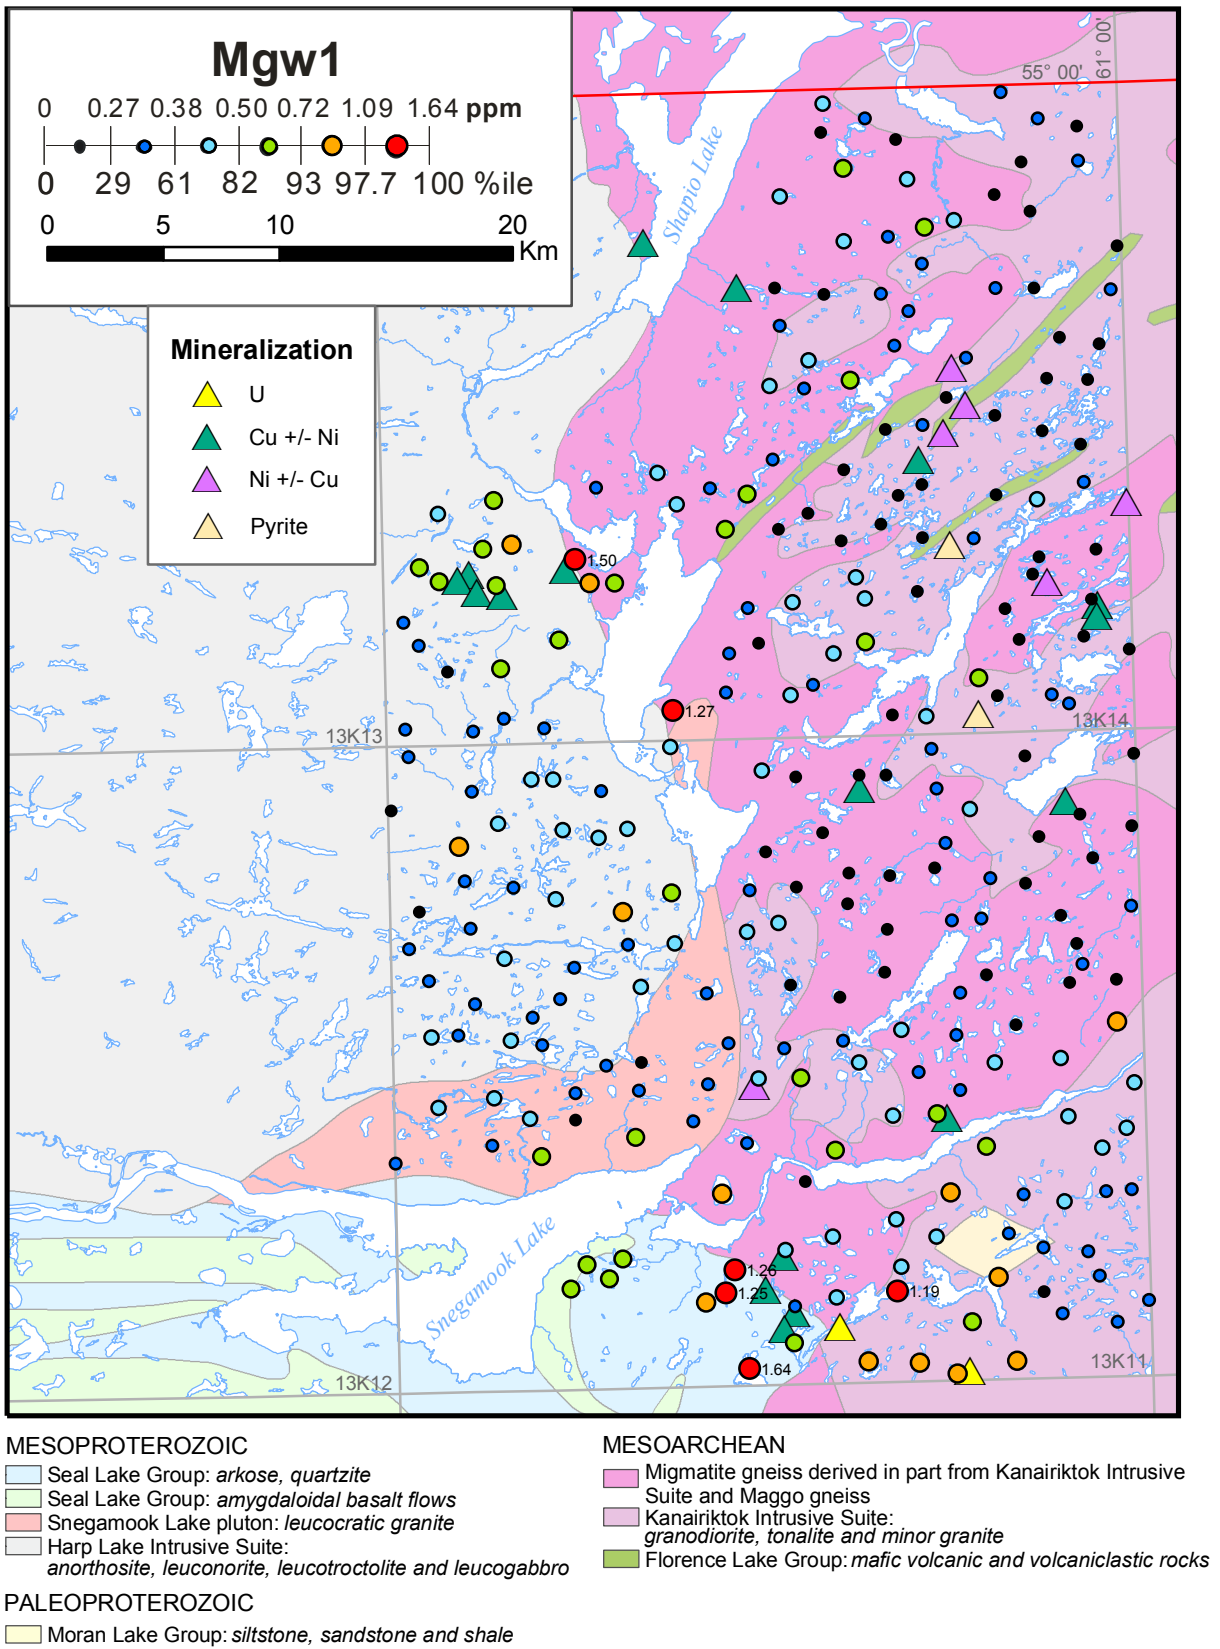 Mgw1
0 0.27 0.38 0.50 0.72 1.09 1.64 ppm
0 29 61 82 93 97.7 100 %ile
0 5 10 20
Km
Mineralization
U
Cu +/- Ni
Ni +/- Cu
Pyrite
55° 00'
61° 00'
Shapio Lake
1.50
1.27
13K13
13K14
Snegamook Lake
1.26
1.25
1.19
1.64
13K12
13K11
MESOPROTEROZOIC
Seal Lake Group: arkose, quartzite
Seal Lake Group: amygdaloidal basalt flows
Snegamook Lake pluton: leucocratic granite
Harp Lake Intrusive Suite:
anorthosite, leuconorite, leucotroctolite and leucogabbro
PALEOPROTEROZOIC
Moran Lake Group: siltstone, sandstone and shale
MESOARCHEAN
Migmatite gneiss derived in part from Kanairiktok Intrusive
Suite and Maggo gneiss
Kanairiktok Intrusive Suite:
granodiorite, tonalite and minor granite
Florence Lake Group: mafic volcanic and volcaniclastic rocks